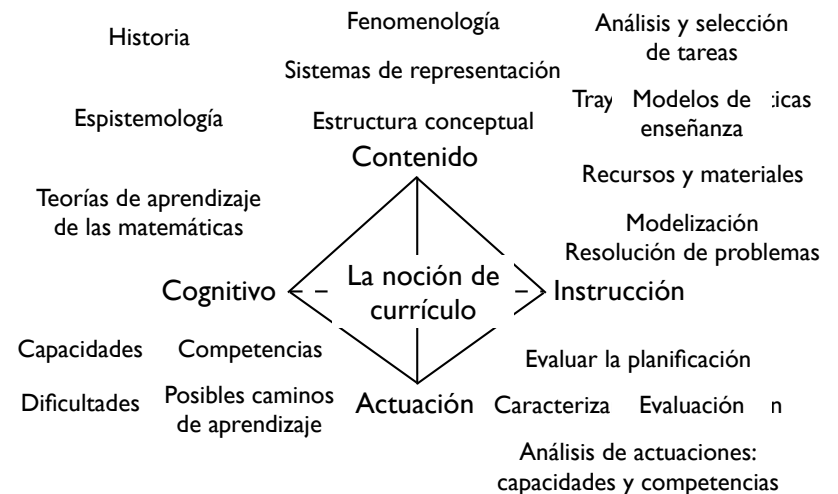 Historia
Fenomenología
Análisis y selección
de tareas
Sistemas de representación
Modelos de
enseñanza
Espistemología
Estructura conceptual
Contenido
Recursos y materiales
Teorías de aprendizaje
de las matemáticas
Modelización
Resolución de problemas
Cognitivo
La noción de
currículo
Instrucción
Capacidades
Competencias
Evaluar la planificación
Dificultades
Posibles caminos
de aprendizaje
Actuación
Evaluación
Análisis de actuaciones:
capacidades y competencias